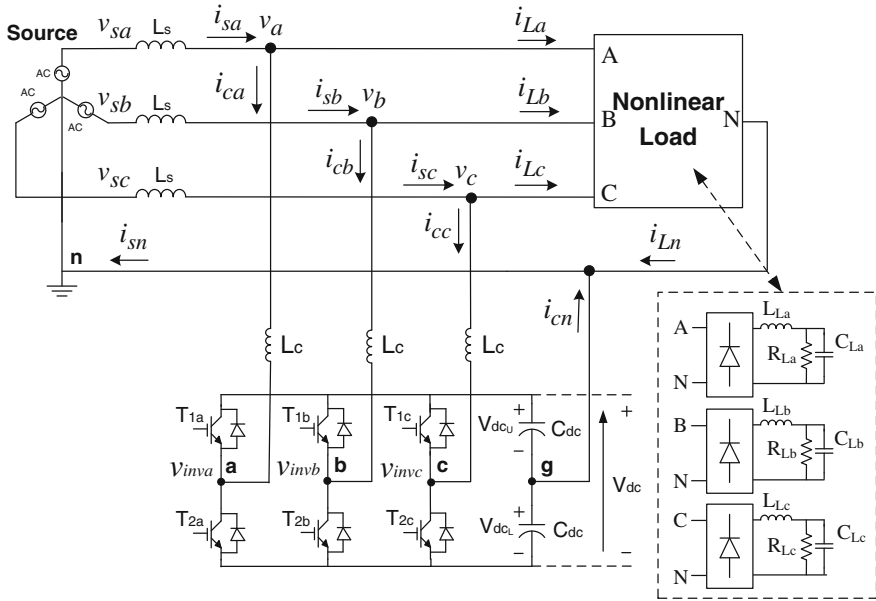 Source
v_sa L_s i_sa v_a i_La
AC
A
i_ca
AC
AC
v_sb L_s i_sb v_b i_Lb
B
Nonlinear
Load
N
i_cb
v_sc L_s i_sc v_c i_Lc
C
i_cc
n i_sn
i_Ln
i_cn
L_c L_c L_c
T_1a T_1b T_1c
+
V_dcU C_dc
−
+
v_inva a v_invb b v_invc c g
V_dc
T_2a T_2b T_2c
+
V_dcL C_dc
−
−
A
N
L_La
R_La C_La
B
N
L_Lb
R_Lb C_Lb
C
N
L_Lc
R_Lc C_Lc